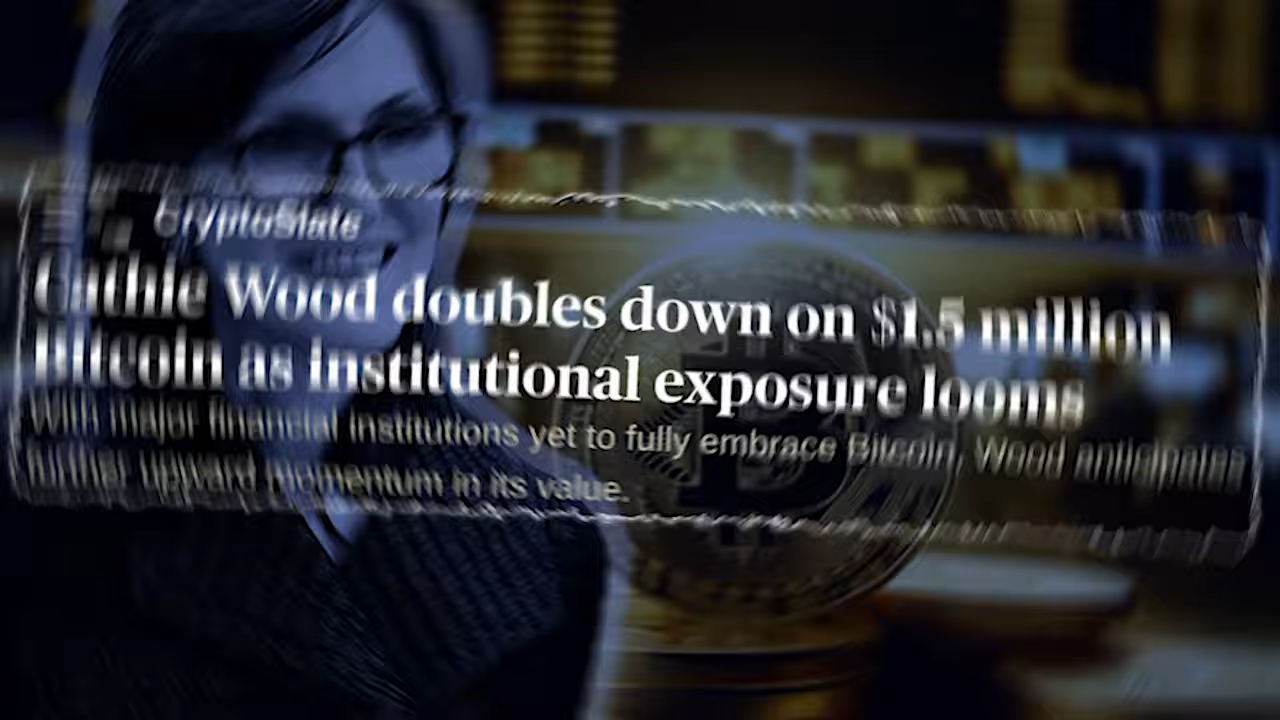 CryptoSlate
Cathie Wood doubles down on $1.5 million
Bitcoin as institutional exposure looms
With major financial institutions yet to fully embrace Bitcoin, Wood anticipates
further upward momentum in its value.